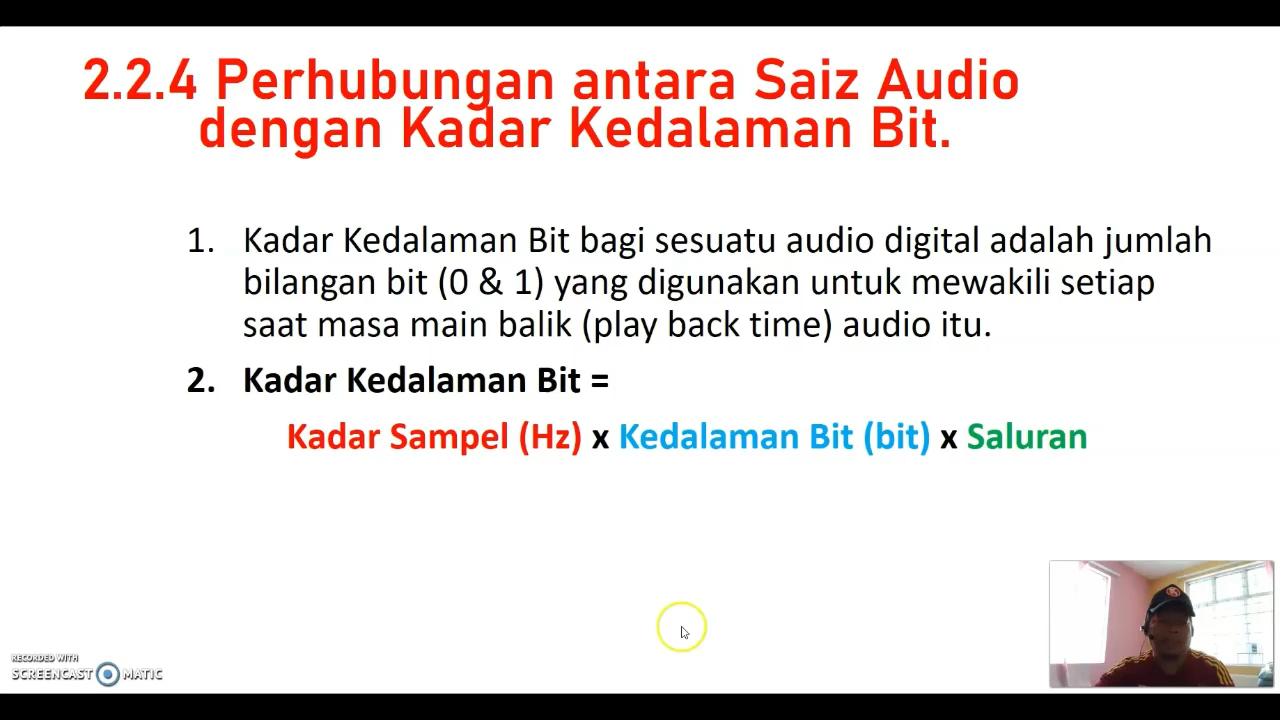 2.2.4 Perhubungan antara Saiz Audio
dengan Kadar Kedalaman Bit.
1. Kadar Kedalaman Bit bagi sesuatu audio digital adalah jumlah
bilangan bit (0 & 1) yang digunakan untuk mewakili setiap
saat masa main balik (play back time) audio itu.
2. Kadar Kedalaman Bit =
Kadar Sampel (Hz) x Kedalaman Bit (bit) x Saluran
RECORDED WITH
SCREENCAST MATIC